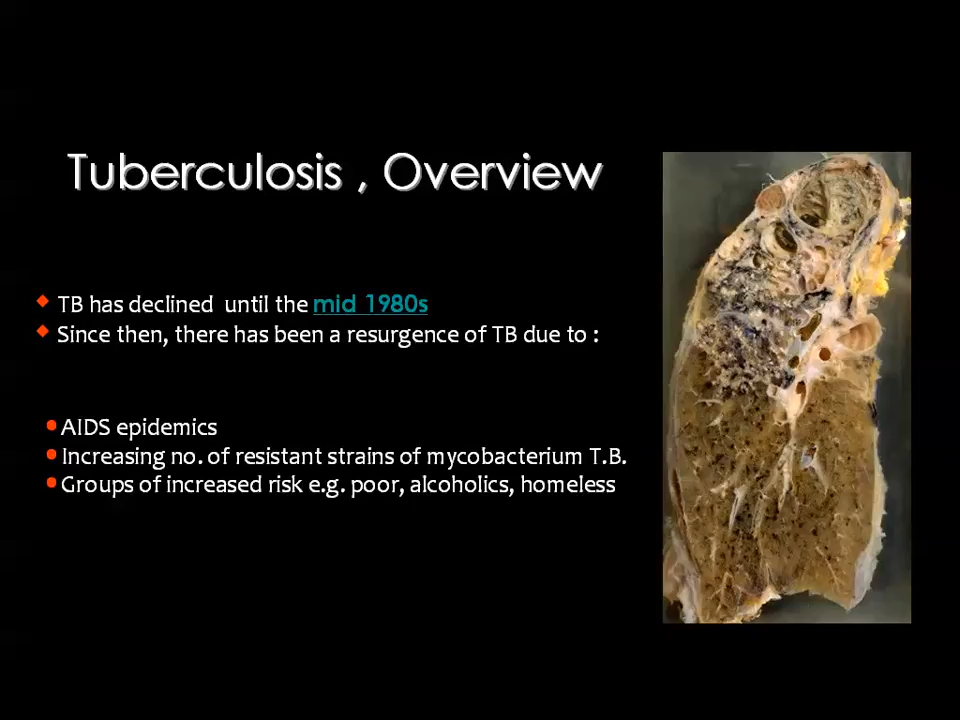 Tuberculosis , Overview
TB has declined until the mid 1980s
Since then, there has been a resurgence of TB due to :
AIDS epidemics
Increasing no. of resistant strains of mycobacterium T.B.
Groups of increased risk e.g. poor, alcoholics, homeless